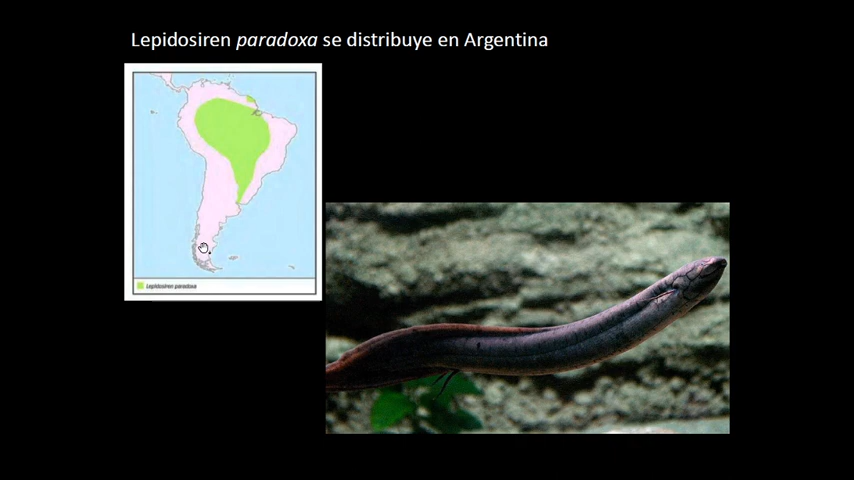 Lepidosiren paradoxa se distribuye en Argentina
Lepidosiren paradoxa